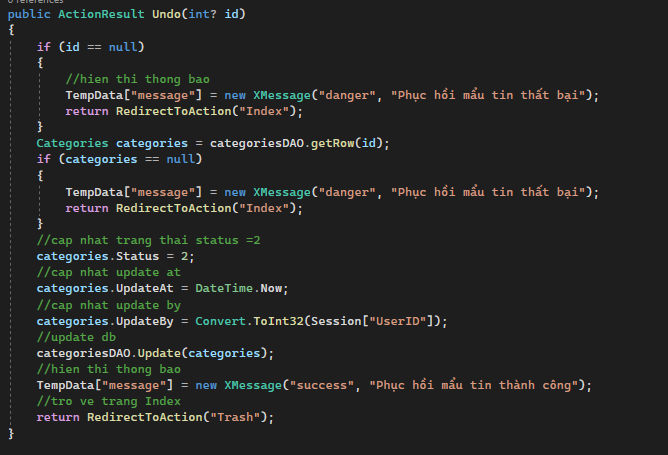 0 references
public ActionResult Undo(int? id)
{
if (id == null)
{
//hien thi thong bao
TempData["message"] = new XMessage("danger", "Phục hồi mẩu tin thất bại");
return RedirectToAction("Index");
}
Categories categories = categoriesDAO.getRow(id);
if (categories == null)
{
TempData["message"] = new XMessage("danger", "Phục hồi mẩu tin thất bại");
return RedirectToAction("Index");
}
//cap nhat trang thai status =2
categories.Status = 2;
//cap nhat update at
categories.UpdateAt = DateTime.Now;
//cap nhat update by
categories.UpdateBy = Convert.ToInt32(Session["UserID"]);
//update db
categoriesDAO.Update(categories);
//hien thi thong bao
TempData["message"] = new XMessage("success", "Phục hồi mẩu tin thành công");
//tro ve trang Index
return RedirectToAction("Trash");
}